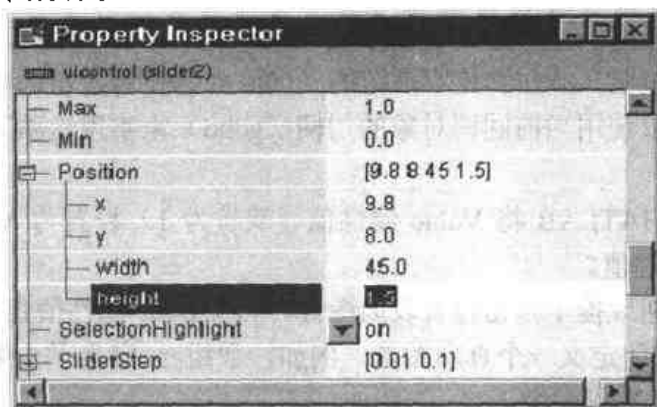 Property Inspector
uicontrol (slider2)
Max 1.0
Min 0.0
Position [9.8 8 45 1.5]
x 9.8
y 8.0
width 45.0
height 1.5
SelectionHighlight on
SliderStep [0.01 0.1]